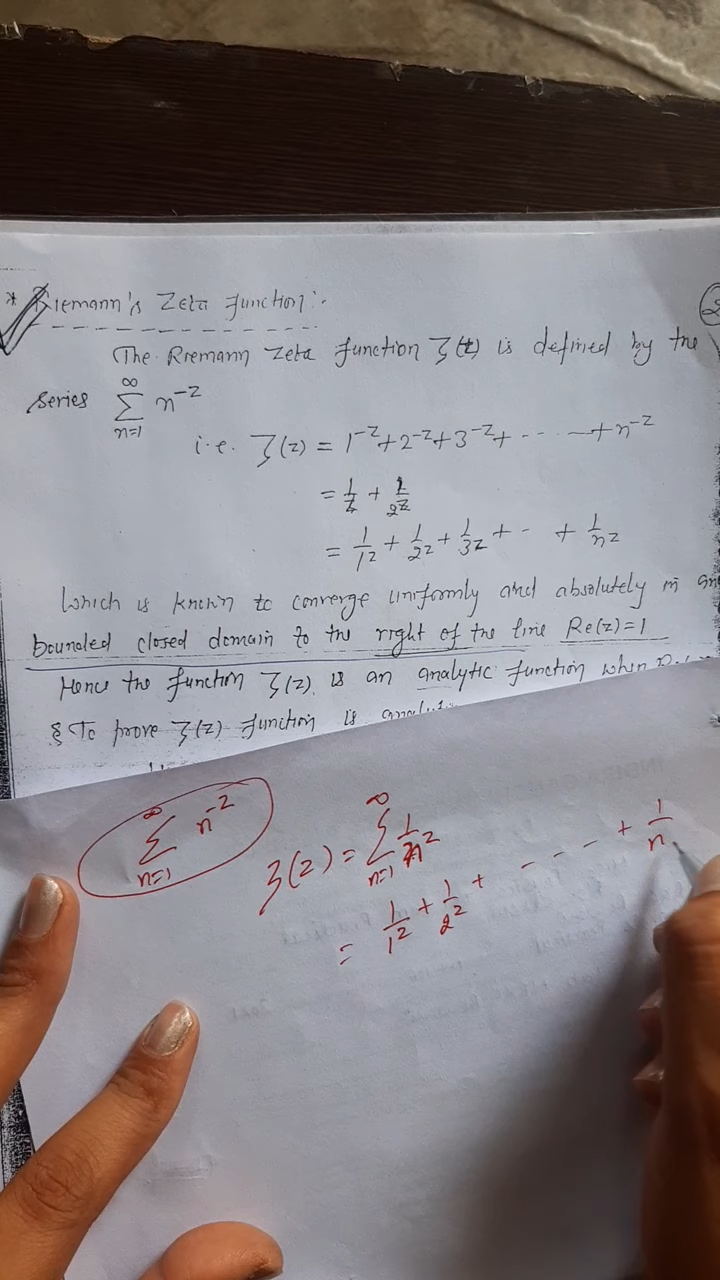 * Riemann's Zeta function:-
(2
The Riemann Zeta function ζ(z) is defined by the
series ∑_{n=1}^{∞} n^{-z}
i.e. ζ(z) = 1^{-z}+2^{-z}+3^{-z}+ - - - - - +n^{-z}
= 1/z + 1/2^z
= 1/1^z + 1/2^z + 1/3^z + - - + 1/n^z
Which is known to converge uniformly and absolutely in any
bounded closed domain to the right of the line Re(z)=1
Hence the function ζ(z) is an analytic function when
§ To prove ζ(z) function is
∑_{n=1}^{∞} n^{-z}
ζ(z) = ∑_{n=1}^{∞} 1/n^z
= 1/1^z + 1/2^z + - - - - + 1/n